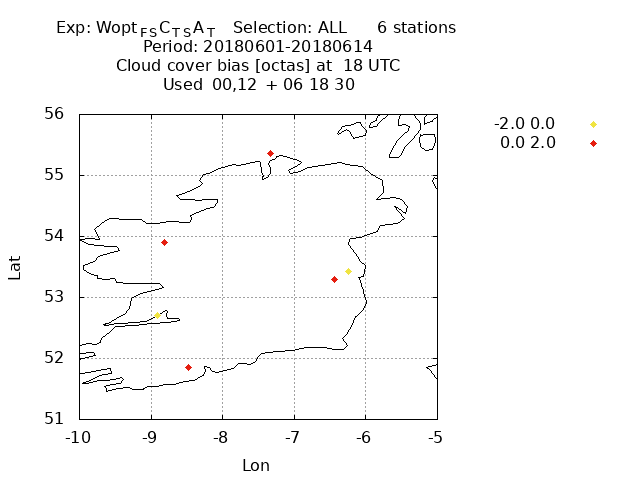 Exp: Wopt FS C TS A T   Selection: ALL      6 stations
Period: 20180601-20180614
Cloud cover bias [octas] at  18 UTC
Used  00,12  + 06 18 30
-2.0 0.0
0.0 2.0
56
55
54
53
52
51
Lat
-10 -9 -8 -7 -6 -5
Lon